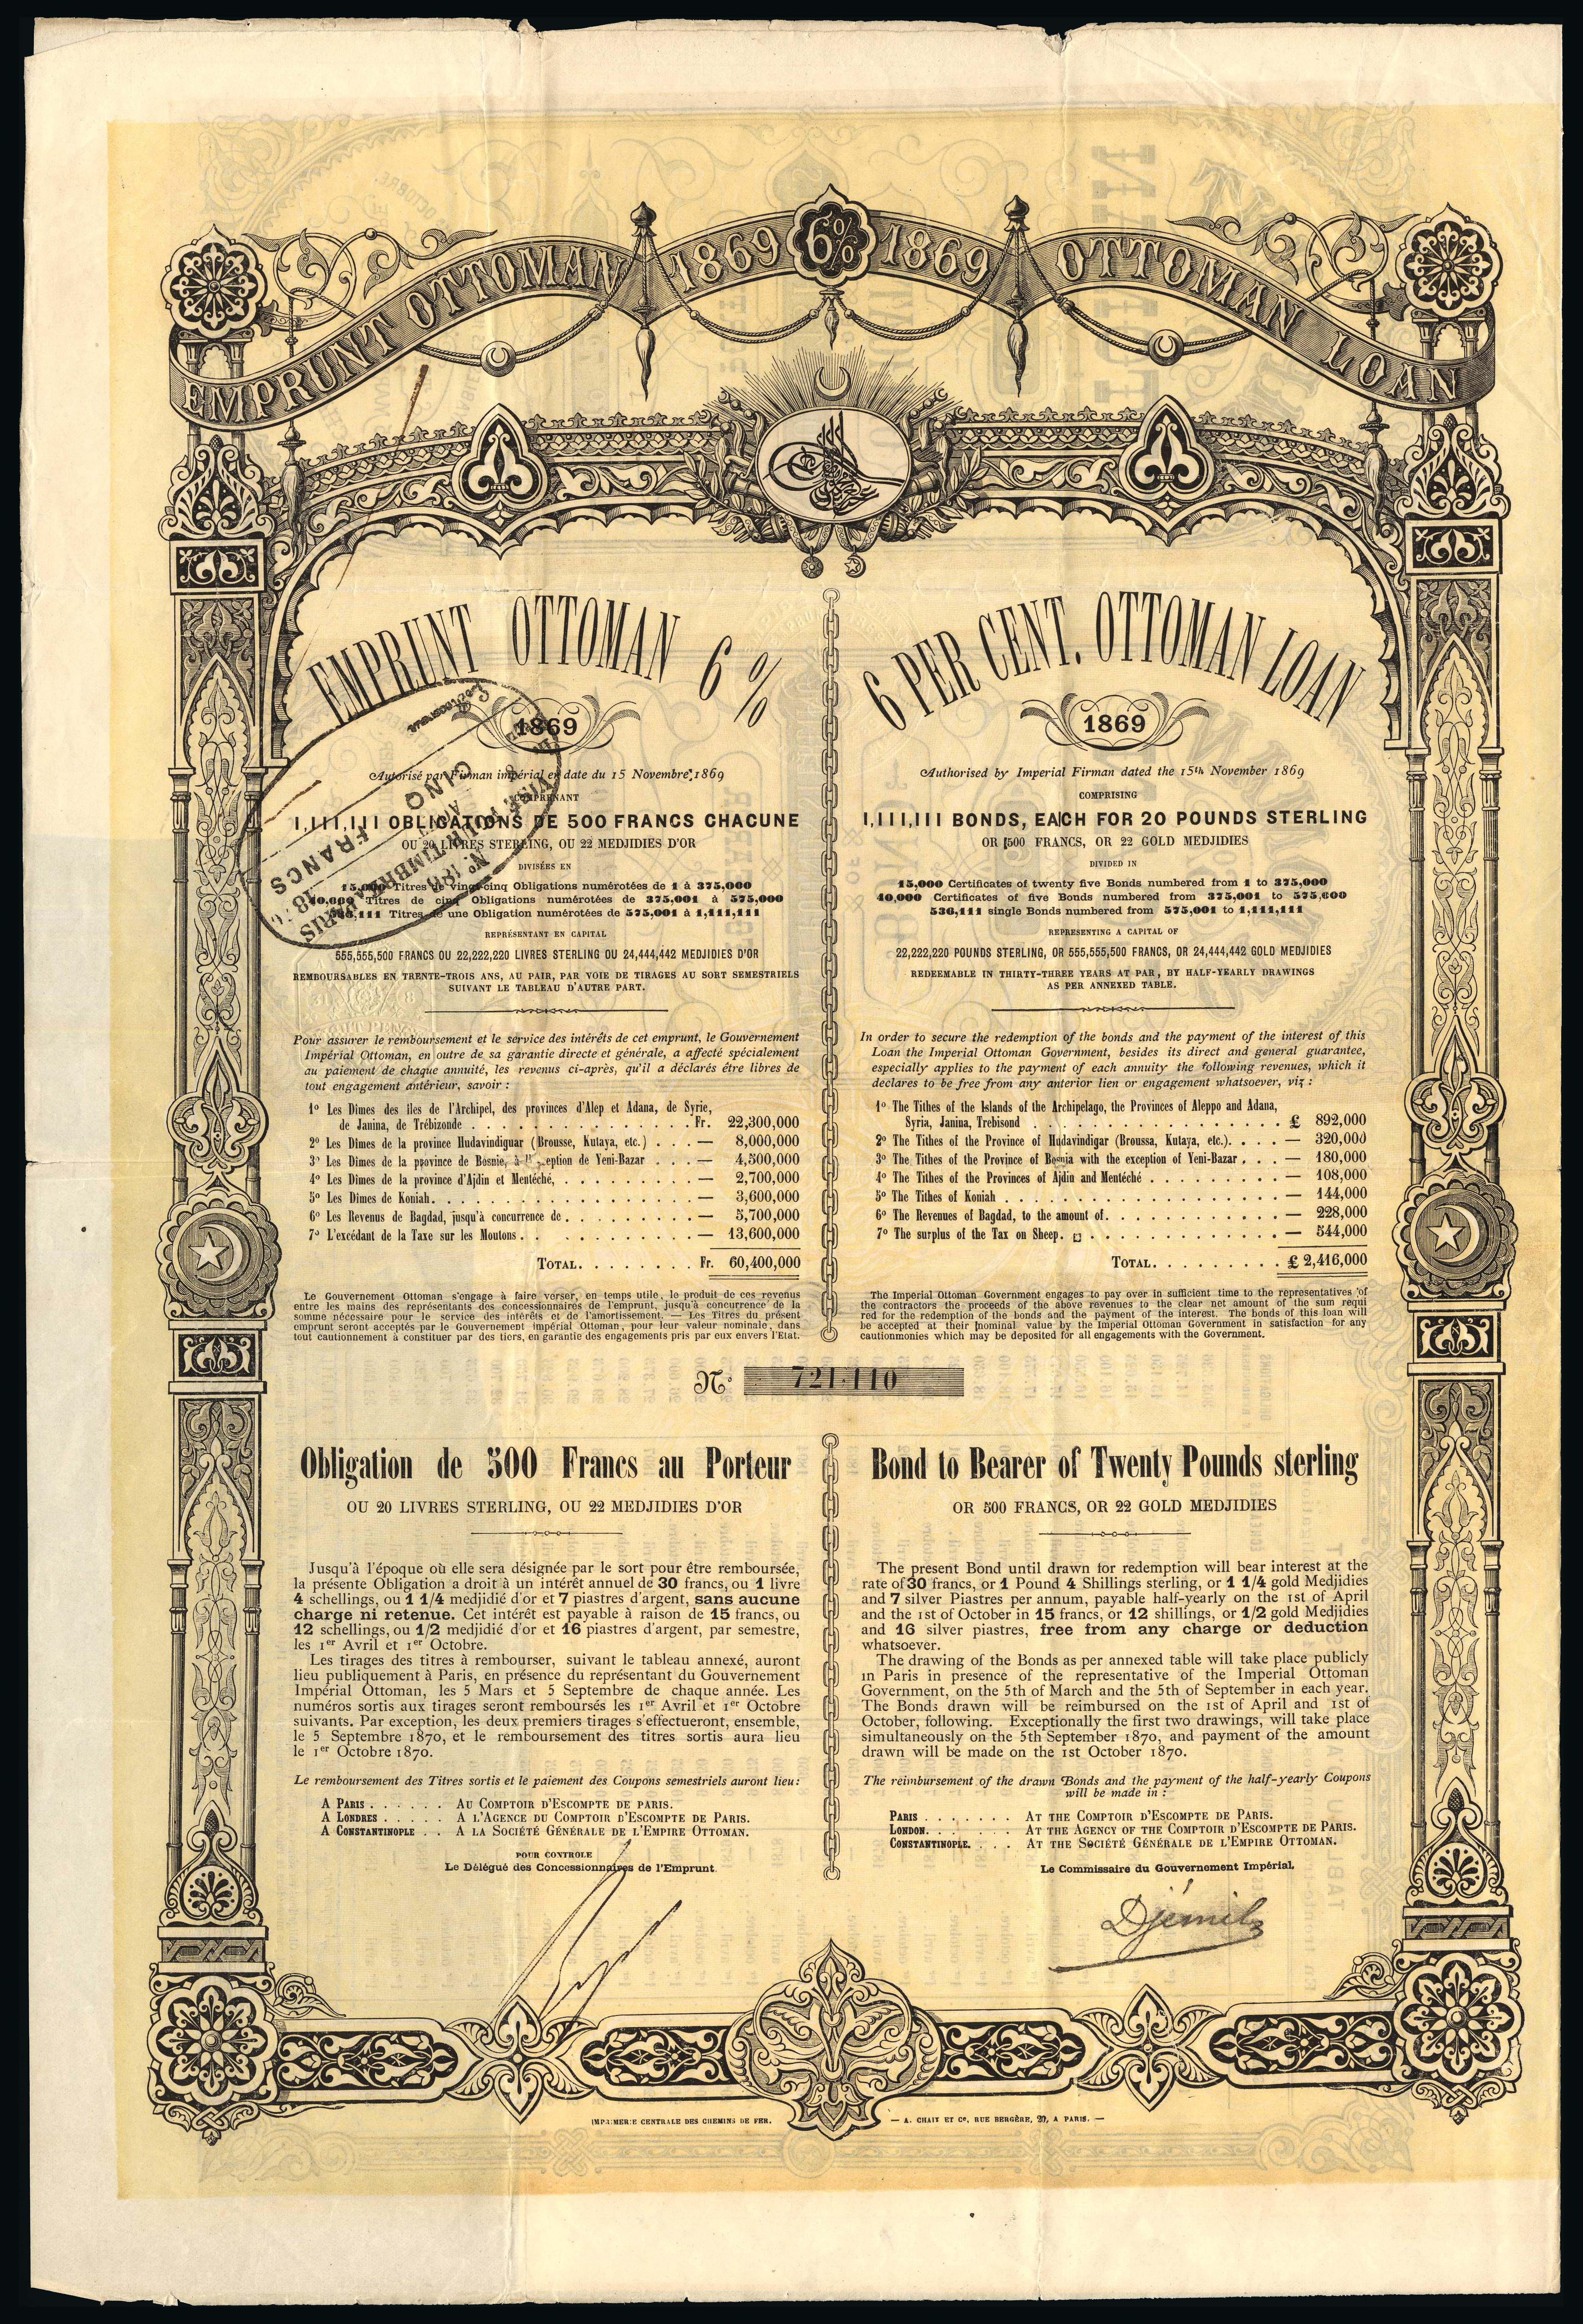 EMPRUNT OTTOMAN 1869 6% 1869 OTTOMAN LOAN
EMPRUNT OTTOMAN 6 %
1869
Autorisé par Firman impérial en date du 15 Novembre 1869
COMPRENANT
1,111,111 OBLIGATIONS DE 500 FRANCS CHACUNE
OU 20 LIVRES STERLING, OU 22 MEDJIDIES D'OR
DIVISÉES EN
15,000 Titres de vingt-cinq Obligations numérotées de 1 à 375,000
40,000 Titres de cinq Obligations numérotées de 375,001 à 575,000
536,111 Titres de une Obligation numérotées de 575,001 à 1,111,111
REPRÉSENTANT EN CAPITAL
555,555,500 FRANCS OU 22,222,220 LIVRES STERLING OU 24,444,442 MEDJIDIES D'OR
REMBOURSABLES EN TRENTE-TROIS ANS, AU PAIR, PAR VOIE DE TIRAGES AU SORT SEMESTRIELS
SUIVANT LE TABLEAU D'AUTRE PART.
Pour assurer le remboursement et le service des intérêts de cet emprunt, le Gouvernement
Impérial Ottoman, en outre de sa garantie directe et générale, a affecté spécialement
au paiement de chaque annuité, les revenus ci-après, qu'il a déclarés être libres de
tout engagement antérieur, savoir :
1° Les Dimes des îles de l'Archipel, des provinces d'Alep et Adana, de Syrie,
de Janina, de Trébizonde . . . . Fr. 22,300,000
2° Les Dimes de la province Hudavindiguar (Brousse, Kutaya, etc.) . . . — 8,000,000
3° Les Dimes de la province de Bosnie, à l' eption de Yeni-Bazar . . . — 4,500,000
4° Les Dimes de la province d'Ajdin et Mentéché, . . . — 2,700,000
5° Les Dimes de Koniah. . . . — 3,600,000
6° Les Revenus de Bagdad, jusqu'à concurrence de . . . — 5,700,000
7° L'excédant de la Taxe sur les Moutons . . . — 13,600,000
TOTAL. . . . Fr. 60,400,000
Le Gouvernement Ottoman s'engage à faire verser, en temps utile, le produit de ces revenus
entre les mains des représentants des concessionnaires de l'emprunt, jusqu'à concurrence de la
somme nécessaire pour le service des intérêts et de l'amortissement. — Les Titres du présent
emprunt seront acceptés par le Gouvernement impérial Ottoman, pour leur valeur nominale, dans
tout cautionnement à constituer par des tiers, en garantie des engagements pris par eux envers l'Etat.
6 PER CENT. OTTOMAN LOAN
1869
Authorised by Imperial Firman dated the 15th November 1869
COMPRISING
1,111,111 BONDS, EACH FOR 20 POUNDS STERLING
OR 500 FRANCS, OR 22 GOLD MEDJIDIES
DIVIDED IN
15,000 Certificates of twenty five Bonds numbered from 1 to 375,000
40,000 Certificates of five Bonds numbered from 375,001 to 575,000
536,111 single Bonds numbered from 575,001 to 1,111,111
REPRESENTING A CAPITAL OF
22,222,220 POUNDS STERLING, OR 555,555,500 FRANCS, OR 24,444,442 GOLD MEDJIDIES
REDEEMABLE IN THIRTY-THREE YEARS AT PAR, BY HALF-YEARLY DRAWINGS
AS PER ANNEXED TABLE.
In order to secure the redemption of the bonds and the payment of the interest of this
Loan the Imperial Ottoman Government, besides its direct and general guarantee,
especially applies to the payment of each annuity the following revenues, which it
declares to be free from any anterior lien or engagement whatsoever, viz :
1° The Tithes of the Islands of the Archipelago, the Provinces of Aleppo and Adana,
Syria, Janina, Trebisond . . . £ 892,000
2° The Tithes of the Province of Hudavindigar (Broussa, Kutaya, etc.). . . . — 320,000
3° The Tithes of the Province of Bosnia with the exception of Yeni-Bazar . . . — 180,000
4° The Tithes of the Provinces of Ajdin and Mentéché . . . — 108,000
5° The Tithes of Koniah . . . — 144,000
6° The Revenues of Bagdad, to the amount of. . . . — 228,000
7° The surplus of the Tax on Sheep. . . . — 544,000
TOTAL. . . . £ 2,416,000
The Imperial Ottoman Government engages to pay over in sufficient time to the representatives of
the contractors the proceeds of the above revenues to the clear net amount of the sum requi
red for the redemption of the bonds and the payment of the interest. The bonds of this loan will
be accepted at their nominal value by the Imperial Ottoman Government in satisfaction for any
cautionmonies which may be deposited for all engagements with the Government.
N° 721.110
Obligation de 500 Francs au Porteur
OU 20 LIVRES STERLING, OU 22 MEDJIDIES D'OR
Jusqu'à l'époque où elle sera désignée par le sort pour être remboursée,
la présente Obligation a droit à un intérêt annuel de 30 francs, ou 1 livre
4 schellings, ou 1 1/4 medjidié d'or et 7 piastres d'argent, sans aucune
charge ni retenue. Cet intérêt est payable à raison de 15 francs, ou
12 schellings, ou 1/2 medjidié d'or et 16 piastres d'argent, par semestre,
les 1er Avril et 1er Octobre.
Les tirages des titres à rembourser, suivant le tableau annexé, auront
lieu publiquement à Paris, en présence du représentant du Gouvernement
Impérial Ottoman, les 5 Mars et 5 Septembre de chaque année. Les
numéros sortis aux tirages seront remboursés les 1er Avril et 1er Octobre
suivants. Par exception, les deux premiers tirages s'effectueront, ensemble,
le 5 Septembre 1870, et le remboursement des titres sortis aura lieu
le 1er Octobre 1870.
Le remboursement des Titres sortis et le paiement des Coupons semestriels auront lieu:
A PARIS . . . . . . AU COMPTOIR D'ESCOMPTE DE PARIS.
A LONDRES . . . . . A L'AGENCE DU COMPTOIR D'ESCOMPTE DE PARIS.
A CONSTANTINOPLE . . A LA SOCIÉTÉ GÉNÉRALE DE L'EMPIRE OTTOMAN.
POUR CONTROLE
Le Délégué des Concessionnaires de l'Emprunt
Bond to Bearer of Twenty Pounds sterling
OR 500 FRANCS, OR 22 GOLD MEDJIDIES
The present Bond until drawn for redemption will bear interest at the
rate of 30 francs, or 1 Pound 4 Shillings sterling, or 1 1/4 gold Medjidies
and 7 silver Piastres per annum, payable half-yearly on the 1st of April
and the 1st of October in 15 francs, or 12 shillings, or 1/2 gold Medjidies
and 16 silver piastres, free from any charge or deduction
whatsoever.
The drawing of the Bonds as per annexed table will take place publicly
in Paris in presence of the representative of the Imperial Ottoman
Government, on the 5th of March and the 5th of September in each year.
The Bonds drawn will be reimbursed on the 1st of April and 1st of
October, following. Exceptionally the first two drawings, will take place
simultaneously on the 5th September 1870, and payment of the amount
drawn will be made on the 1st October 1870.
The reimbursement of the drawn Bonds and the payment of the half-yearly Coupons
will be made in :
PARIS . . . . . . . AT THE COMPTOIR D'ESCOMPTE DE PARIS.
LONDON. . . . . . . AT THE AGENCY OF THE COMPTOIR D'ESCOMPTE DE PARIS.
CONSTANTINOPLE. . . . AT THE SOCIÉTÉ GÉNÉRALE DE L'EMPIRE OTTOMAN.
Le Commissaire du Gouvernement Impérial,
Djémil
IMPRIMERIE CENTRALE DES CHEMINS DE FER. — A. CHAIX ET Cie, RUE BERGÈRE, 20, A PARIS. —
CINQ
FRANCS
VISÉ POUR TIMBRE
PARIS